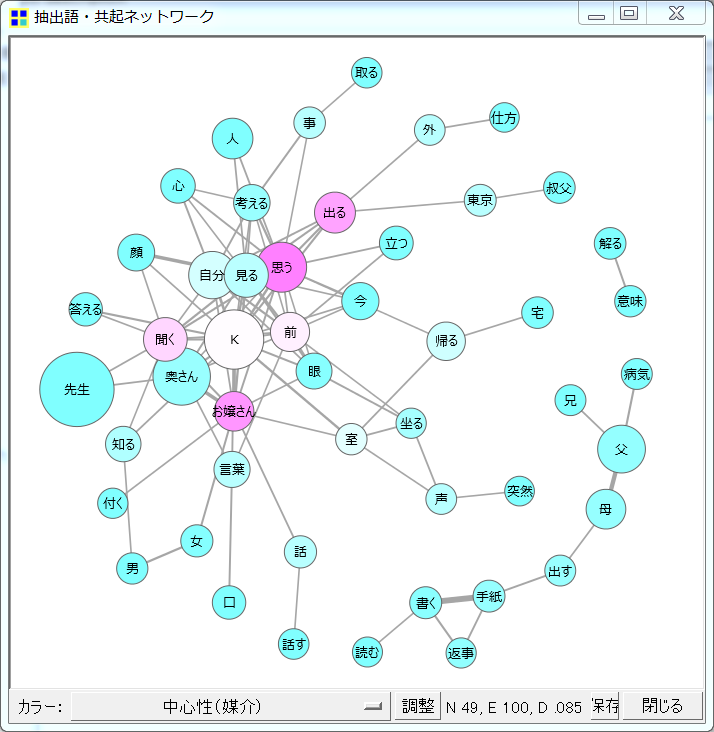 抽出語・共起ネットワーク
取る
事
外
仕方
人
心
考える
出る
東京
叔父
顔
自分
見る
思う
立つ
解る
意味
答える
聞く
K
前
今
帰る
宅
先生
奥さん
眼
お嬢さん
坐る
兄
病気
知る
言葉
室
父
付く
声
突然
母
男
女
話
出す
口
書く
手紙
話す
読む
返事
カラー: 中心性(媒介) 調整 N 49, E 100, D .085 保存 閉じる